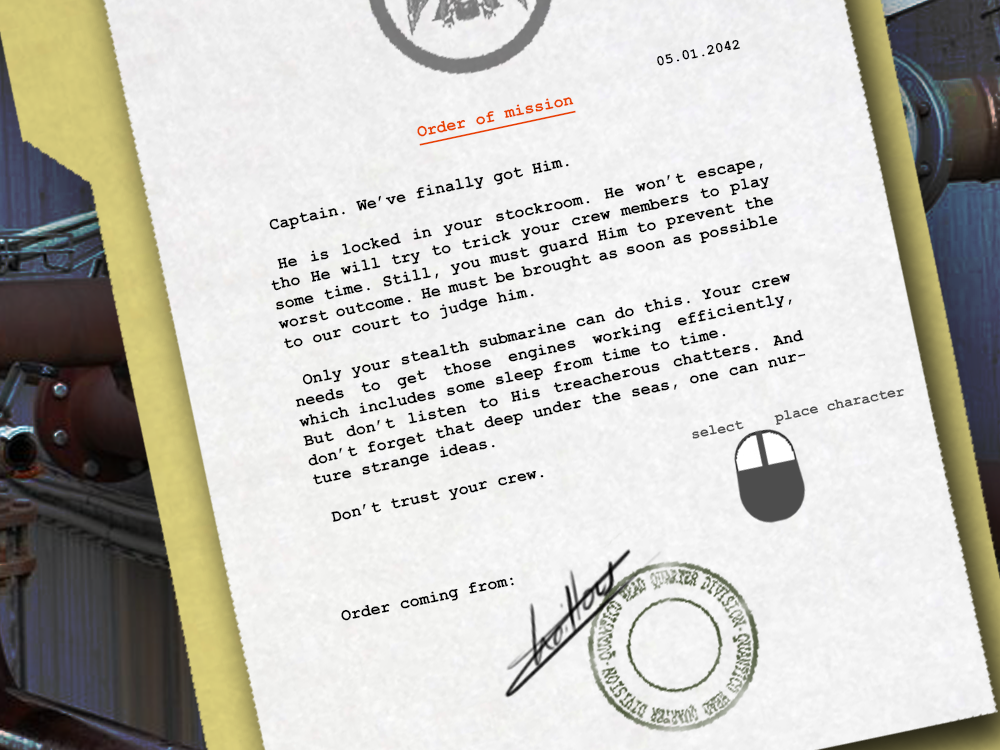 05.01.2042
Order of mission
Captain. We've finally got Him.
He is locked in your stockroom. He won't escape,
tho He will try to trick your crew members to play
some time. Still, you must guard Him to prevent the
worst outcome. He must be brought as soon as possible
to our court to judge him.
Only your stealth submarine can do this. Your crew
needs to get those engines working efficiently,
which includes some sleep from time to time.
But don't listen to His treacherous chatters. And
don't forget that deep under the seas, one can nur-
ture strange ideas.
select place character
Don't trust your crew.
Order coming from:
QUANTICO HEAD QUARTER DIVISION · QUANTICO HEAD QUARTER DIVISION ·